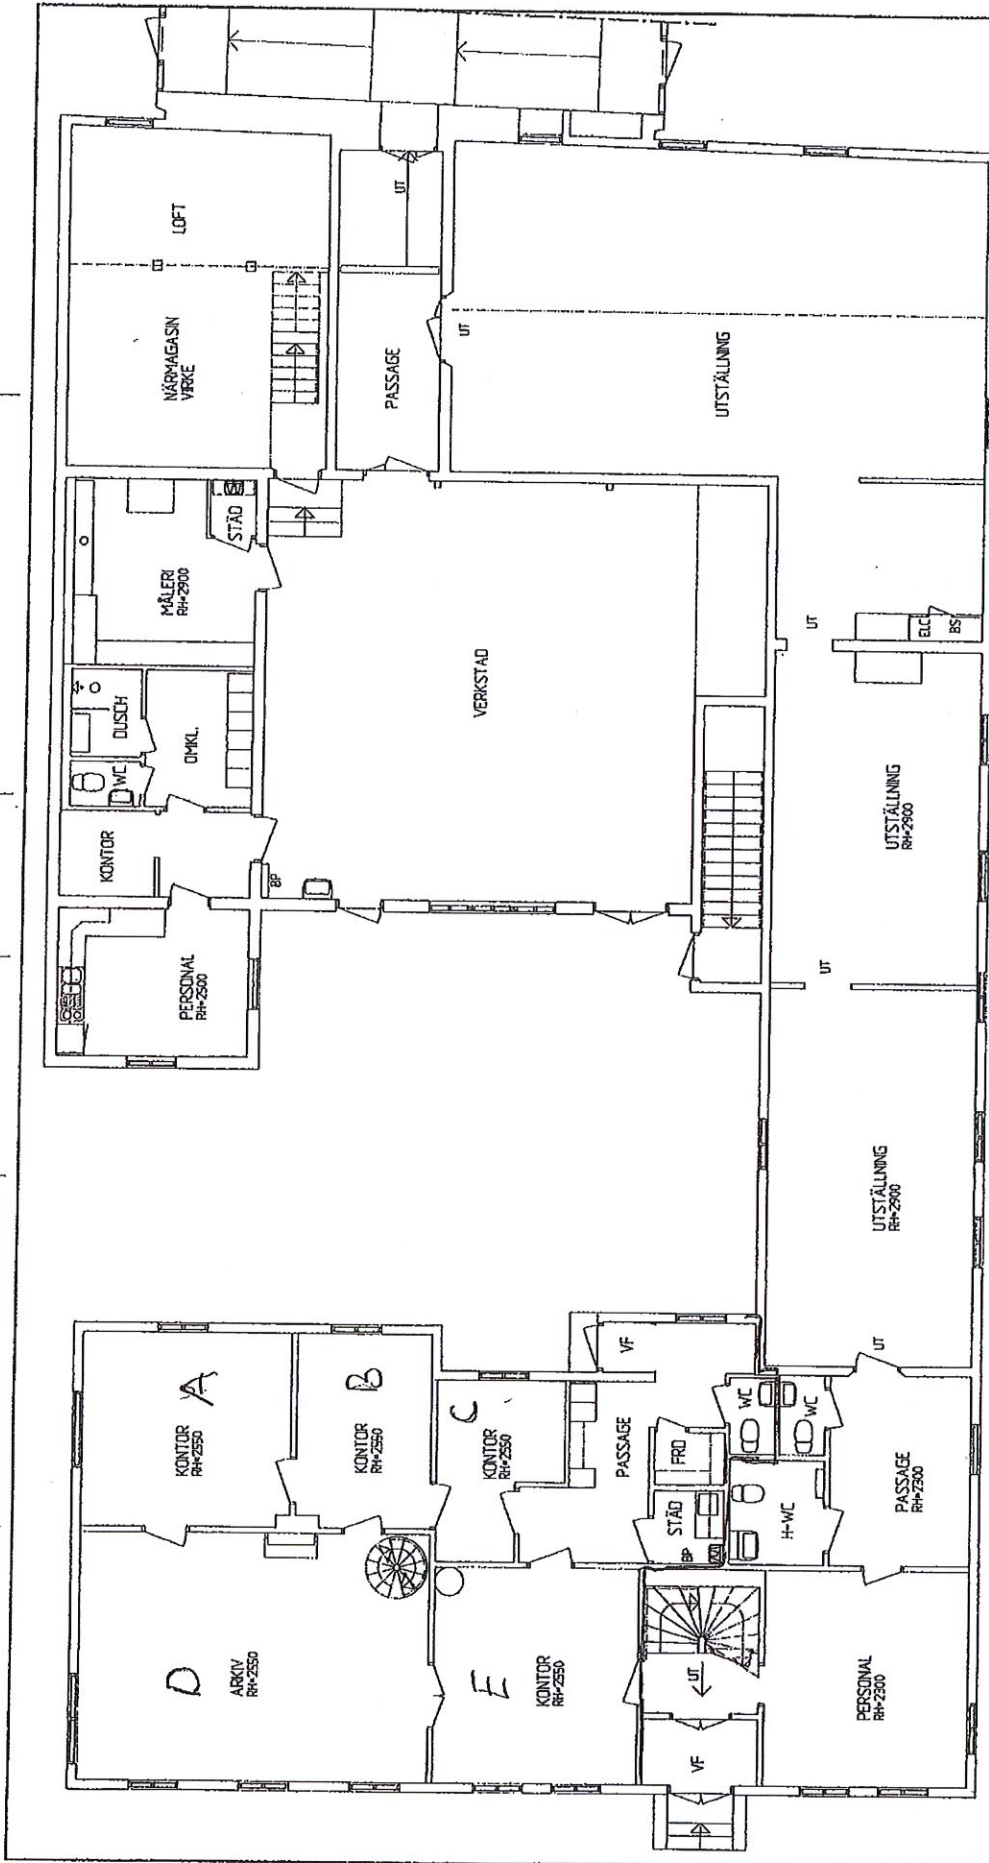 LOFT
NÄRMAGASIN
VIRKE
UT
PASSAGE
UT
UTSTÄLLNING
STÄD
MÅLERI
RH=2900
DUSCH
OMKL.
WC
KONTOR
BP
VERKSTAD
PERSONAL
RH=2500
UT
ELC
BS
UTSTÄLLNING
RH=2900
UT
UTSTÄLLNING
RH=2900
UT
A
KONTOR
RH=2550
B
KONTOR
RH=2550
C
KONTOR
RH=2550
VF
PASSAGE
FRD
WC
WC
STÄD
BP
H-WC
PASSAGE
RH=2300
D
ARKIV
RH=2550
E
KONTOR
RH=2550
UT
VF
PERSONAL
RH=2300